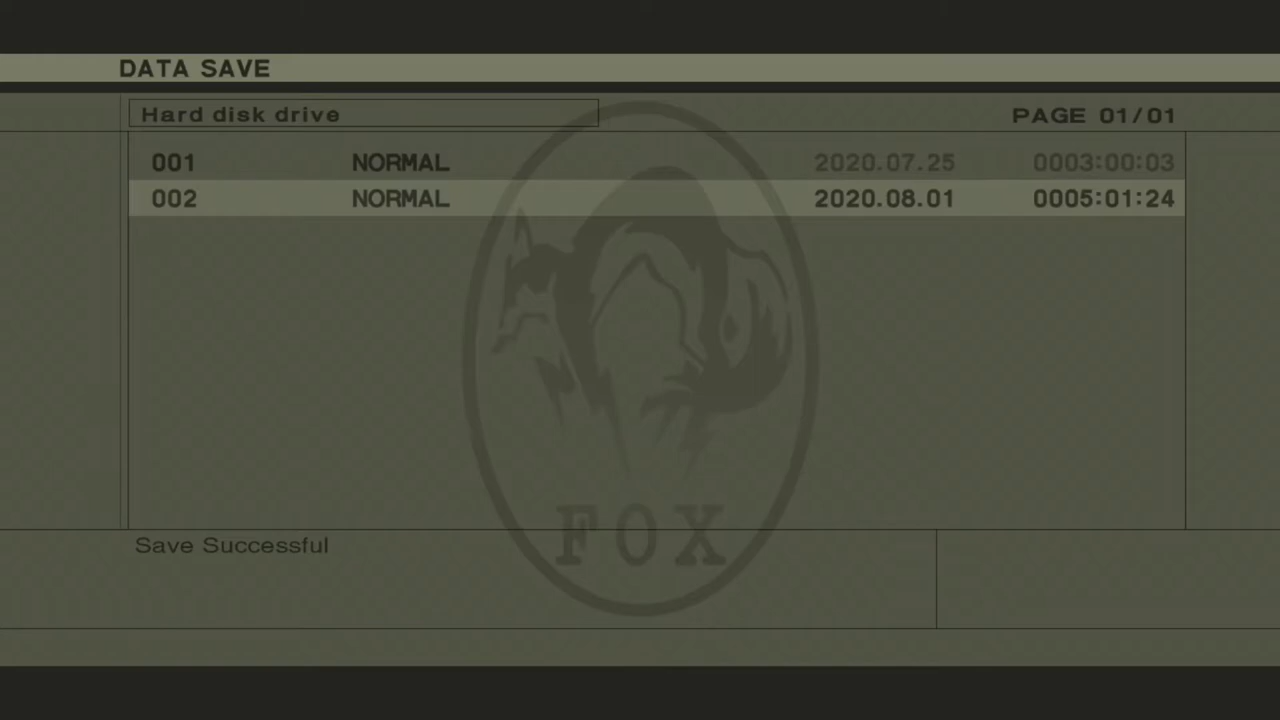 DATA SAVE
Hard disk drive PAGE 01/01
001 NORMAL 2020.07.25 0003:00:03
002 NORMAL 2020.08.01 0005:01:24
FOX
Save Successful